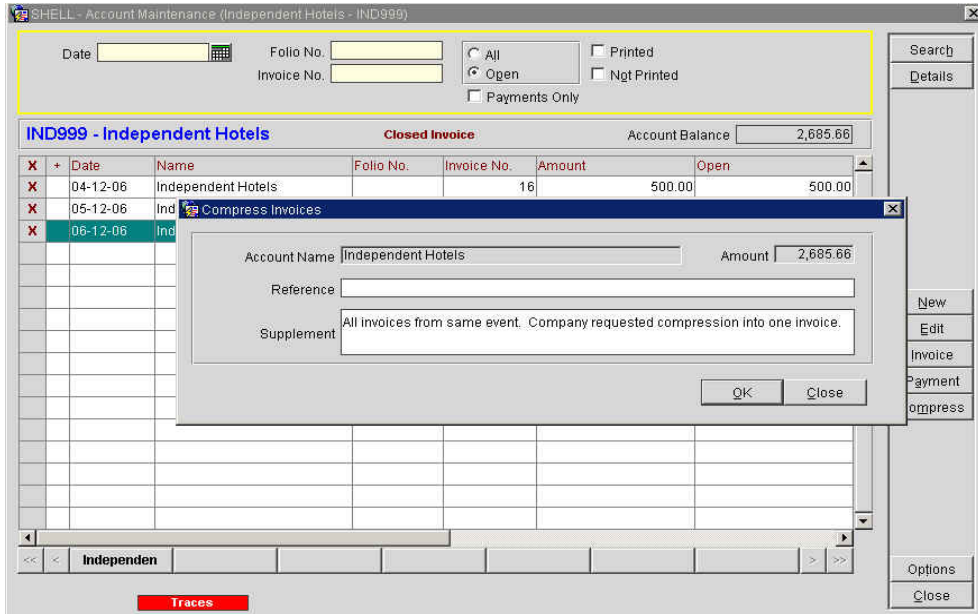 SHELL - Account Maintenance (Independent Hotels - IND999)
Date
Folio No.
All
Printed
Search
Invoice No.
Open
Not Printed
Details
Payments Only
IND999 - Independent Hotels
Closed Invoice
Account Balance
2,685.66
X + Date Name Folio No. Invoice No. Amount Open
X 04-12-06 Independent Hotels 16 500.00 500.00
X 05-12-06 Ind
X 06-12-06 Ind
Compress Invoices
Account Name Independent Hotels Amount 2,685.66
Reference
Supplement All invoices from same event. Company requested compression into one invoice.
OK Close
New
Edit
Invoice
Payment
ompress
<< < Independen > >>
Options
Close
Traces